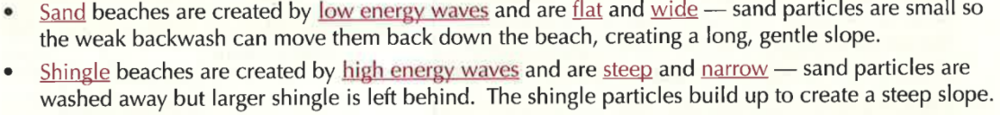 • Sand beaches are created by low energy waves and are flat and wide — sand particles are small so
the weak backwash can move them back down the beach, creating a long, gentle slope.
• Shingle beaches are created by high energy waves and are steep and narrow — sand particles are
washed away but larger shingle is left behind.  The shingle particles build up to create a steep slope.